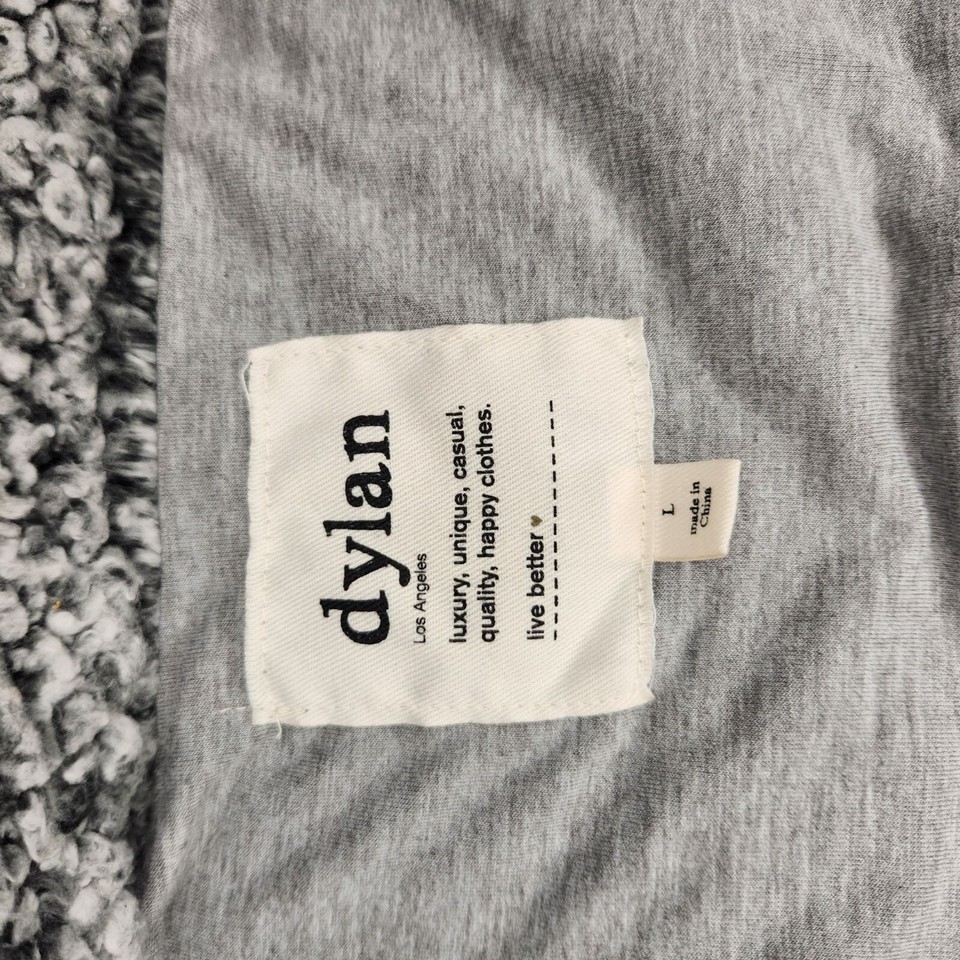 dylan
Los Angeles
luxury, unique, casual,
quality, happy clothes.
live better
L
made in
China